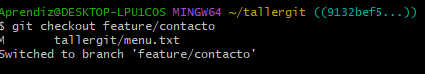 Aprendiz@DESKTOP-LPU1COS MINGW64 ~/tallergit ((9132bef5...))
$ git checkout feature/contacto
M       tallergit/menu.txt
Switched to branch 'feature/contacto'